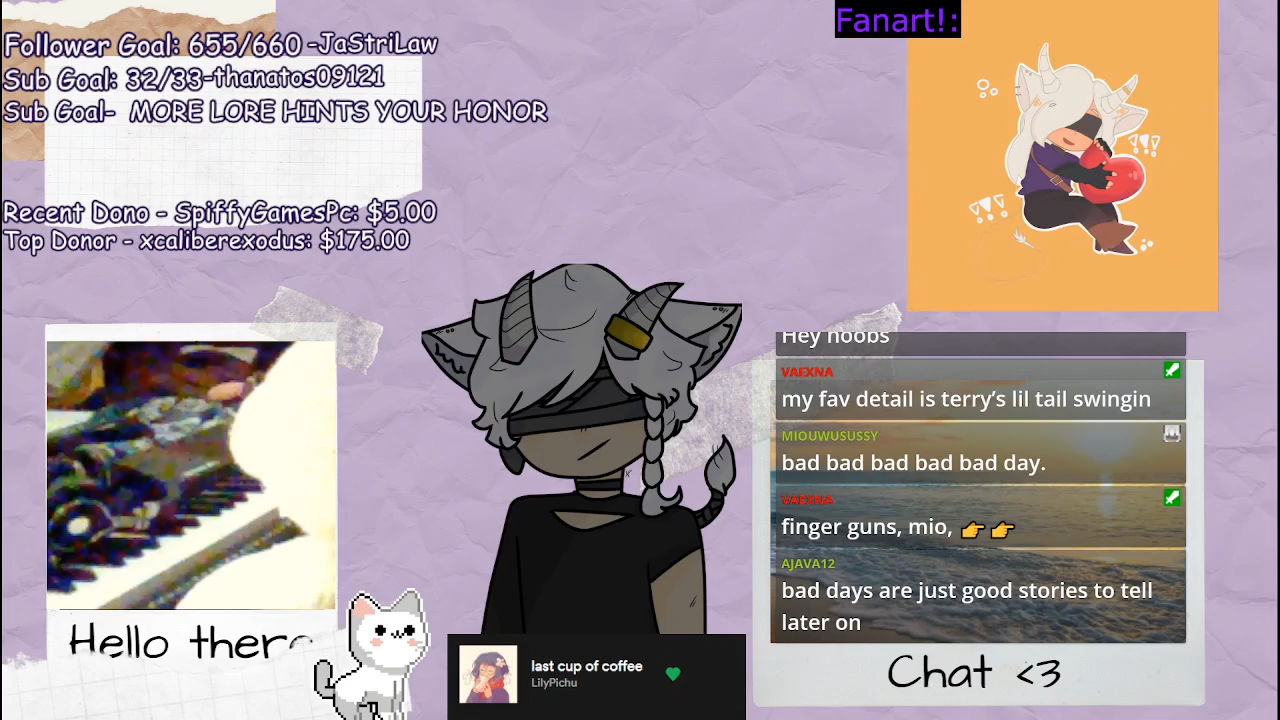 Follower Goal: 655/660 -JaStriLaw
Sub Goal: 32/33-thanatos09121
Sub Goal- MORE LORE HINTS YOUR HONOR
Recent Dono - SpiffyGamesPc: $5.00
Top Donor - xcaliberexodus: $175.00
Fanart!:
Hey noobs
VAEXNA
my fav detail is terry's lil tail swingin
MIOUWUSUSSY
bad bad bad bad bad day.
VAEXNA
finger guns, mio, 👉 👉
AJAVA12
bad days are just good stories to tell
later on
Chat <3
Hello there
last cup of coffee
LilyPichu